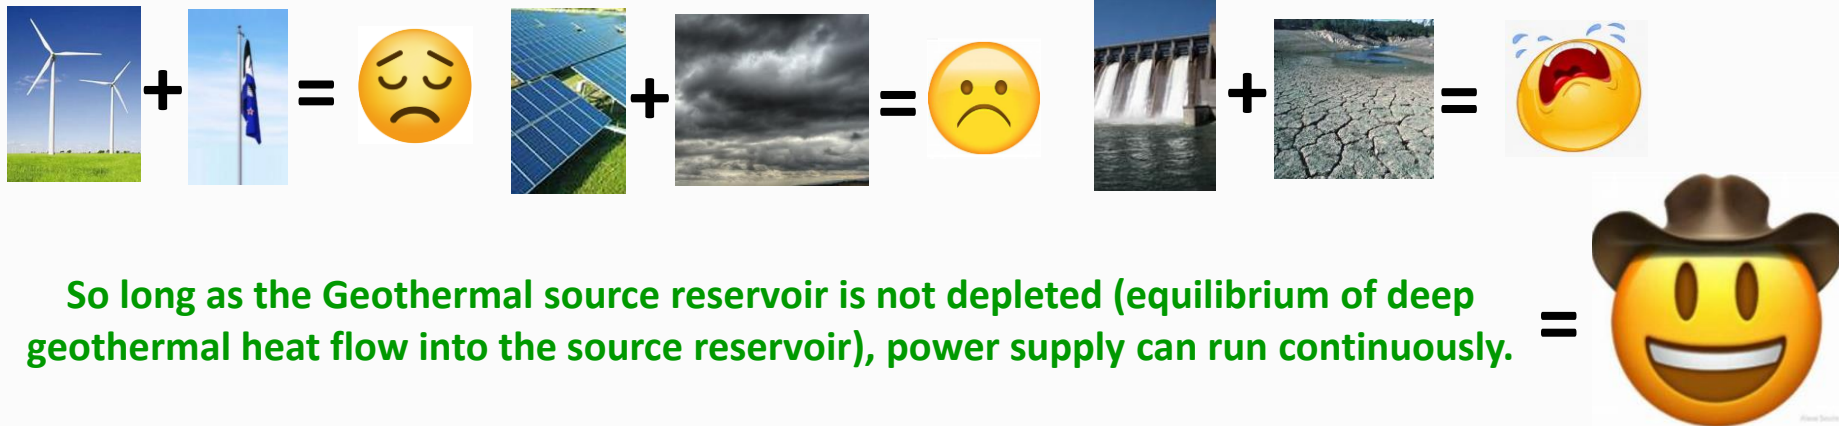 + = + = + =
So long as the Geothermal source reservoir is not depleted (equilibrium of deep
geothermal heat flow into the source reservoir), power supply can run continuously. =